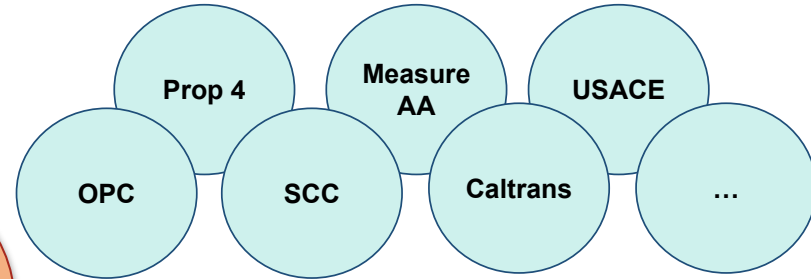 Prop 4
Measure
AA
USACE
OPC
SCC
Caltrans
…